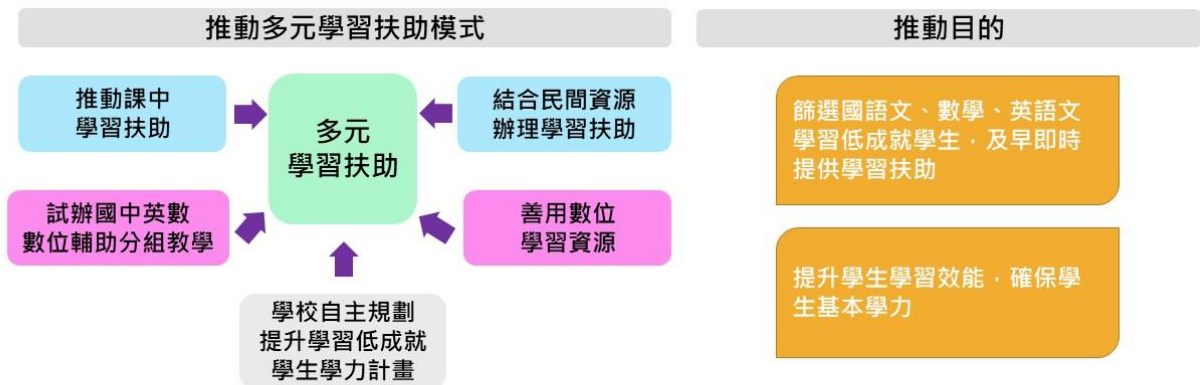 推動多元學習扶助模式
推動課中
學習扶助
多元
學習扶助
結合民間資源
辦理學習扶助
試辦國中英數
數位輔助分組教學
善用數位
學習資源
學校自主規劃
提升學習低成就
學生學力計畫
推動目的
篩選國語文、數學、英語文
學習低成就學生，及早即時
提供學習扶助
提升學生學習效能，確保學
生基本學力